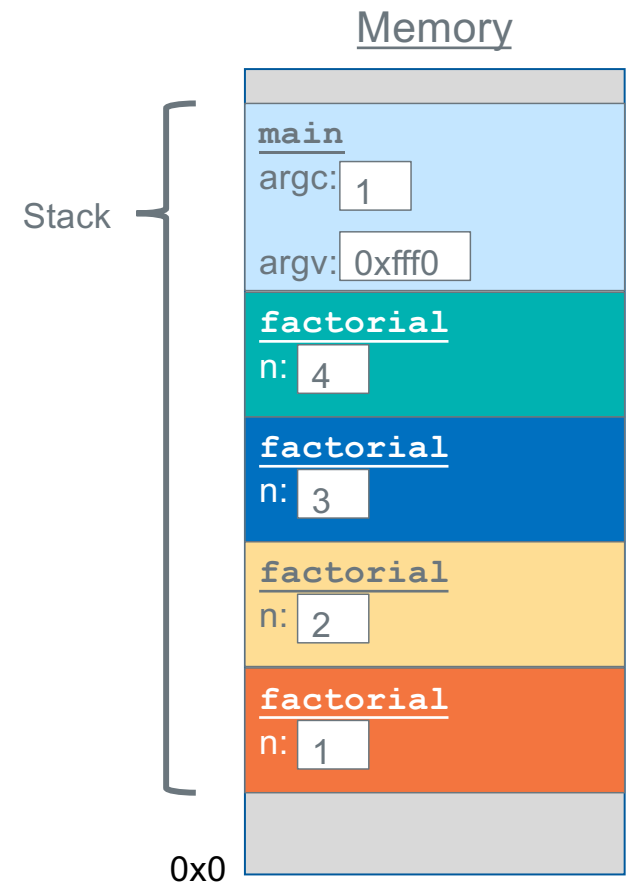 Memory
Stack
main
argc: 1
argv: 0xfff0
factorial
n: 4
factorial
n: 3
factorial
n: 2
factorial
n: 1
0x0